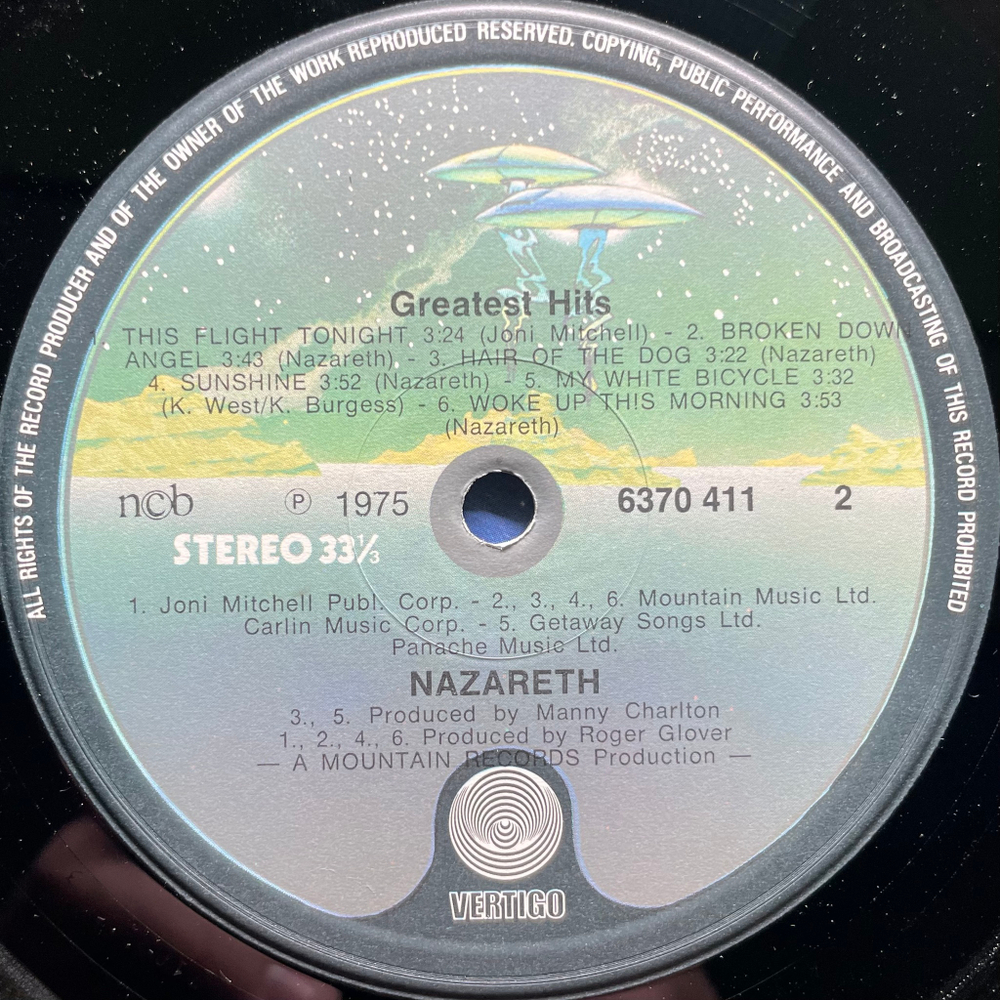 ALL RIGHTS OF THE RECORD PRODUCER AND OF THE OWNER OF THE WORK REPRODUCED RESERVED. COPYING, PUBLIC PERFORMANCE AND BROADCASTING OF THIS RECORD PROHIBITED
Greatest Hits
1. THIS FLIGHT TONIGHT 3:24 (Joni Mitchell) - 2. BROKEN DOWN
ANGEL 3:43 (Nazareth) - 3. HAIR OF THE DOG 3:22 (Nazareth)
4. SUNSHINE 3:52 (Nazareth) - 5. MY WHITE BICYCLE 3:32
(K. West/K. Burgess) - 6. WOKE UP THIS MORNING 3:53
(Nazareth)
n©b ℗ 1975 6370 411 2
STEREO 33⅓
1. Joni Mitchell Publ. Corp. - 2., 3., 4., 6. Mountain Music Ltd.
Carlin Music Corp. - 5. Getaway Songs Ltd.
Panache Music Ltd.
NAZARETH
3., 5. Produced by Manny Charlton
1., 2., 4., 6. Produced by Roger Glover
— A MOUNTAIN RECORDS Production —
VERTIGO